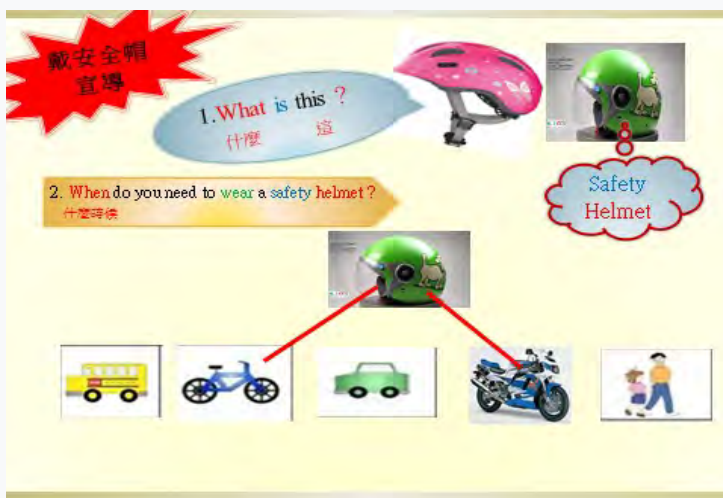 戴安全帽
宣導
1.What is this ?
什麼 這
2. When do you need to wear a safety helmet?
什麼時候
Safety
Helmet